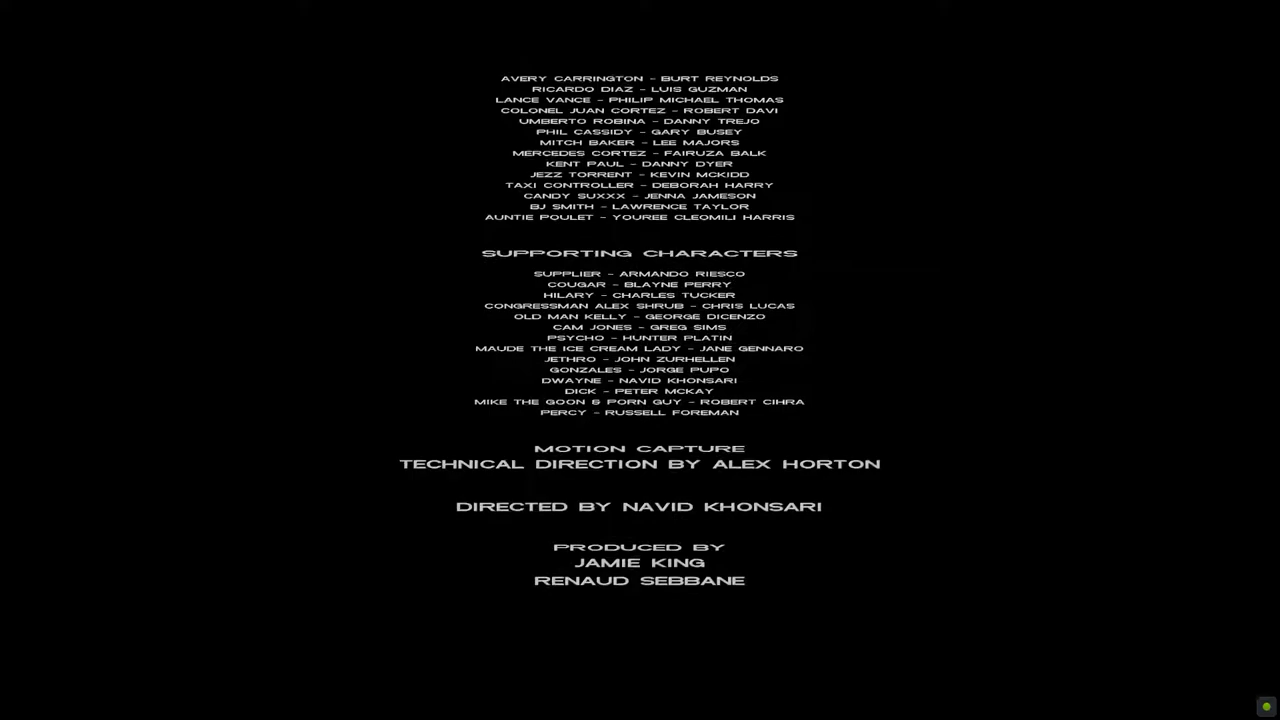 AVERY CARRINGTON - BURT REYNOLDS
RICARDO DIAZ - LUIS GUZMAN
LANCE VANCE - PHILIP MICHAEL THOMAS
COLONEL JUAN CORTEZ - ROBERT DAVI
UMBERTO ROBINA - DANNY TREJO
PHIL CASSIDY - GARY BUSEY
MITCH BAKER - LEE MAJORS
MERCEDES CORTEZ - FAIRUZA BALK
KENT PAUL - DANNY DYER
JEZZ TORRENT - KEVIN MCKIDD
TAXI CONTROLLER - DEBORAH HARRY
CANDY SUXXX - JENNA JAMESON
BJ SMITH - LAWRENCE TAYLOR
AUNTIE POULET - YOUREE CLEOMILI HARRIS
SUPPORTING CHARACTERS
SUPPLIER - ARMANDO RIESCO
COUGAR - BLAYNE PERRY
HILARY - CHARLES TUCKER
CONGRESSMAN ALEX SHRUB - CHRIS LUCAS
OLD MAN KELLY - GEORGE DICENZO
CAM JONES - GREG SIMS
PSYCHO - HUNTER PLATIN
MAUDE THE ICE CREAM LADY - JANE GENNARO
JETHRO - JOHN ZURHELLEN
GONZALES - JORGE PUPO
DWAYNE - NAVID KHONSARI
DICK - PETER MCKAY
MIKE THE GOON & PORN GUY - ROBERT CIHRA
PERCY - RUSSELL FOREMAN
MOTION CAPTURE
TECHNICAL DIRECTION BY ALEX HORTON
DIRECTED BY NAVID KHONSARI
PRODUCED BY
JAMIE KING
RENAUD SEBBANE